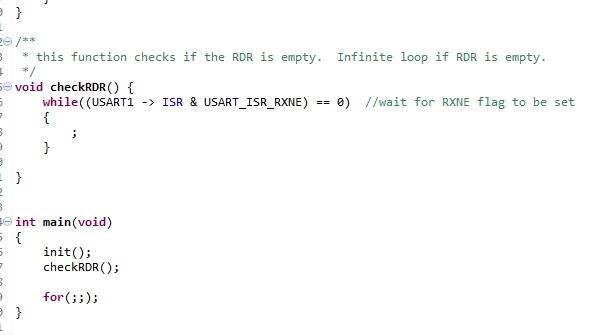 }
/**
 * this function checks if the RDR is empty.  Infinite loop if RDR is empty.
 */
void checkRDR() {
    while((USART1 -> ISR & USART_ISR_RXNE) == 0)  //wait for RXNE flag to be set
    {
        ;
    }
}
int main(void)
{
    init();
    checkRDR();
    for(;;);
}